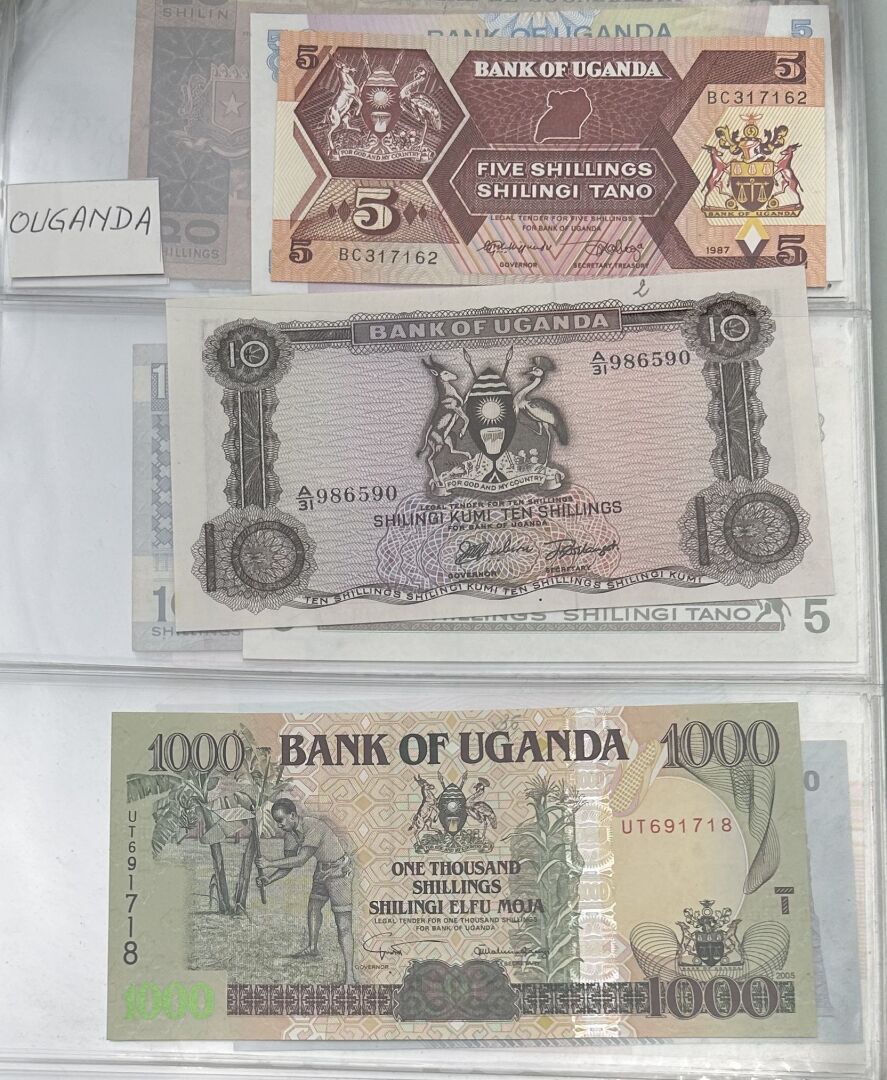 SHILIN
BANK OF UGANDA
5
OUGANDA
20
SHILLINGS
5 BANK OF UGANDA 5
BC317162
FOR GOD AND MY COUNTRY
FIVE SHILLINGS
SHILINGI TANO
BANK OF UGANDA
5
LEGAL TENDER FOR FIVE SHILLINGS
FOR BANK OF UGANDA
5 BC317162
GOVERNOR SECRETARY TREASURY
1987 5
2
BANK OF UGANDA
10 10
A/31 986590
FOR GOD AND MY COUNTRY
A/31 986590
LEGAL TENDER FOR TEN SHILLINGS
SHILINGI KUMI TEN SHILLINGS
FOR BANK OF UGANDA
10 10
GOVERNOR SECRETARY
TEN SHILLINGS SHILINGI KUMI TEN SHILLINGS SHILINGI KUMI
SHILLINGS
SHILINGI TANO 5
36
1000 BANK OF UGANDA 1000
UT691718
UT691718
ONE THOUSAND
SHILLINGS
SHILINGI ELFU MOJA
LEGAL TENDER FOR ONE THOUSAND SHILLINGS
FOR BANK OF UGANDA
GOVERNOR SECRETARY
2005
1000 1000